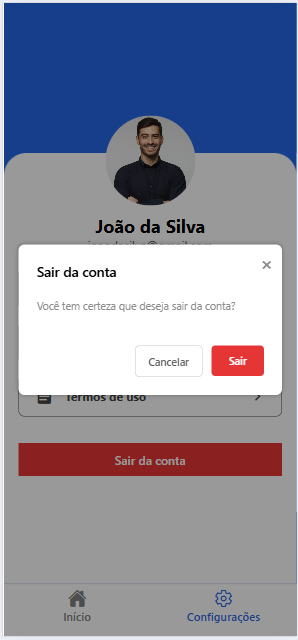 João da Silva
Sair da conta
Você tem certeza que deseja sair da conta?
Cancelar
Sair
Termos de uso
Sair da conta
Início
Configurações